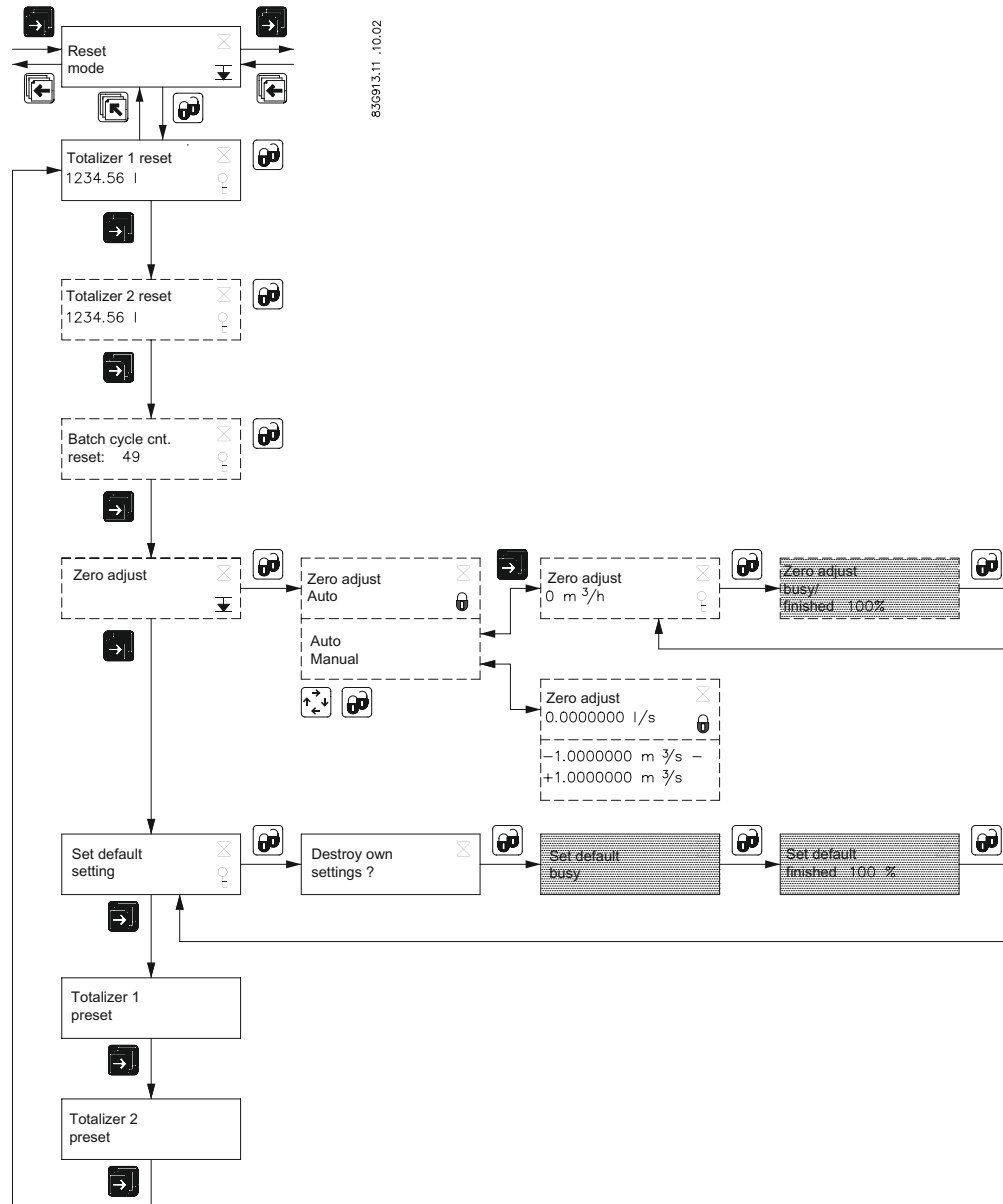 Reset
mode
83G913.11 .10.02
Totalizer 1 reset
1234.56 l
Totalizer 2 reset
1234.56 l
Batch cycle cnt.
reset: 49
Zero adjust
Zero adjust
Auto
Auto
Manual
Zero adjust
0 m³/h
Zero adjust
busy/
finished 100%
Zero adjust
0.0000000 l/s
−1.0000000 m³/s −
+1.0000000 m³/s
Set default
setting
Destroy own
settings ?
Set default
busy
Set default
finished 100 %
Totalizer 1
preset
Totalizer 2
preset